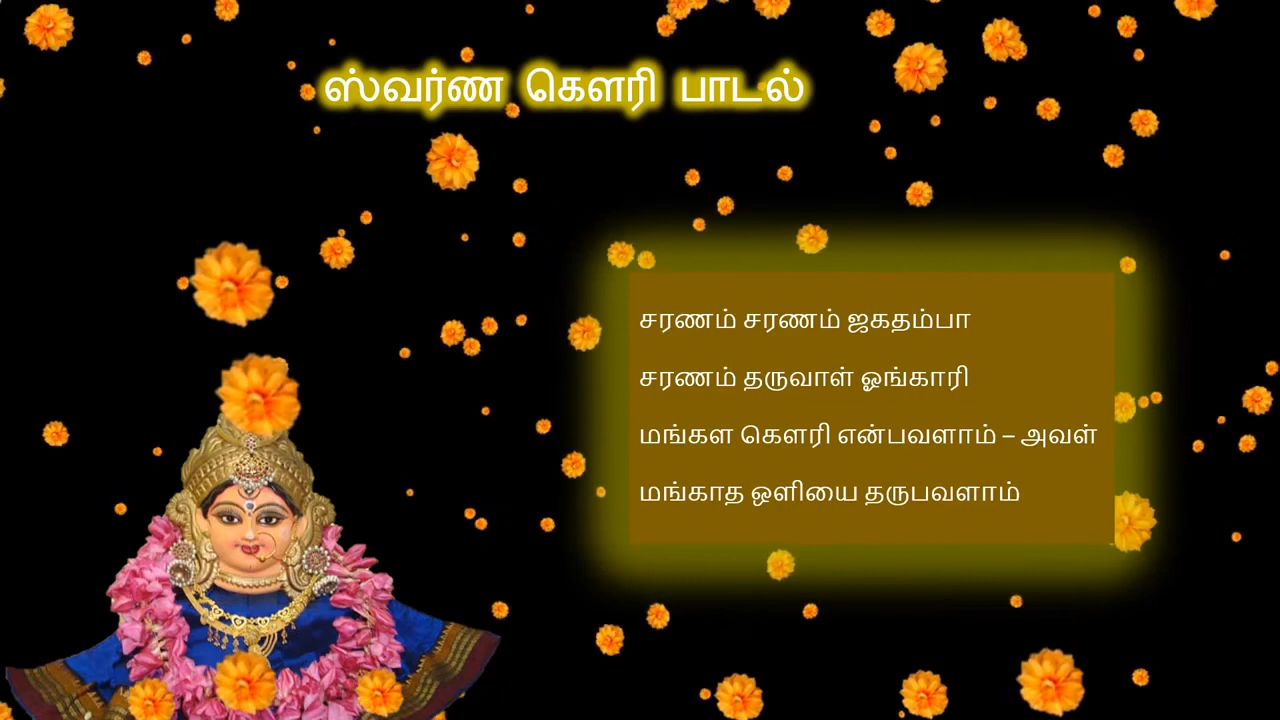 ஸ்வர்ண கௌரி பாடல்
சரணம் சரணம் ஜகதம்பா
சரணம் தருவாள் ஓங்காரி
மங்கள கௌரி என்பவளாம் – அவள்
மங்காத ஒளியை தருபவளாம்